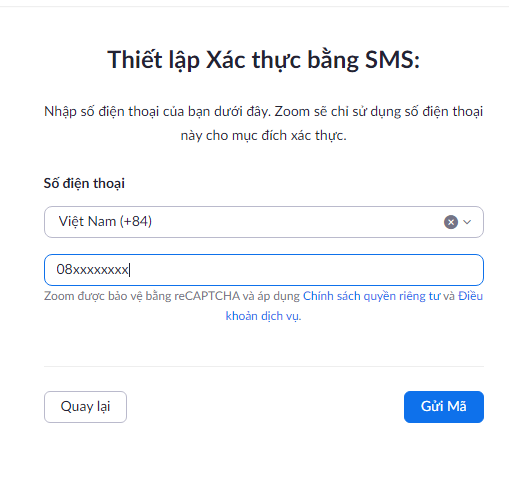 Thiết lập Xác thực bằng SMS:
Nhập số điện thoại của bạn dưới đây. Zoom sẽ chỉ sử dụng số điện thoại
này cho mục đích xác thực.
Số điện thoại
Việt Nam (+84)
08xxxxxxxx
Zoom được bảo vệ bằng reCAPTCHA và áp dụng Chính sách quyền riêng tư và Điều
khoản dịch vụ.
Quay lại
Gửi Mã